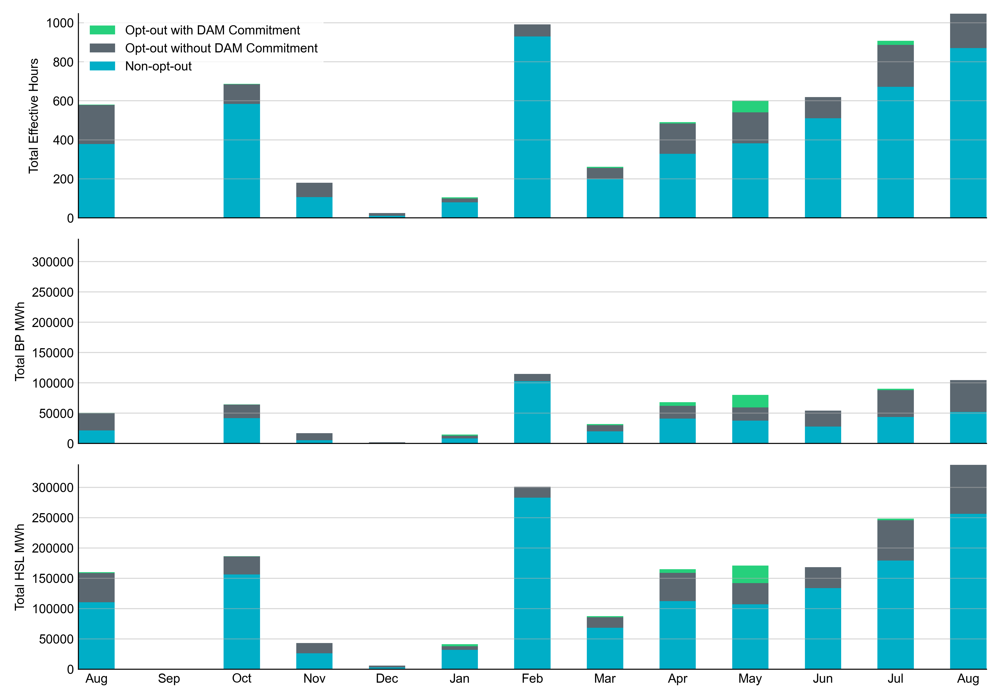 1000
800
600
400
200
0
Total Effective Hours
Opt-out with DAM Commitment
Opt-out without DAM Commitment
Non-opt-out
300000
250000
200000
150000
100000
50000
0
Total BP MWh
300000
250000
200000
150000
100000
50000
0
Total HSL MWh
Aug Sep Oct Nov Dec Jan Feb Mar Apr May Jun Jul Aug